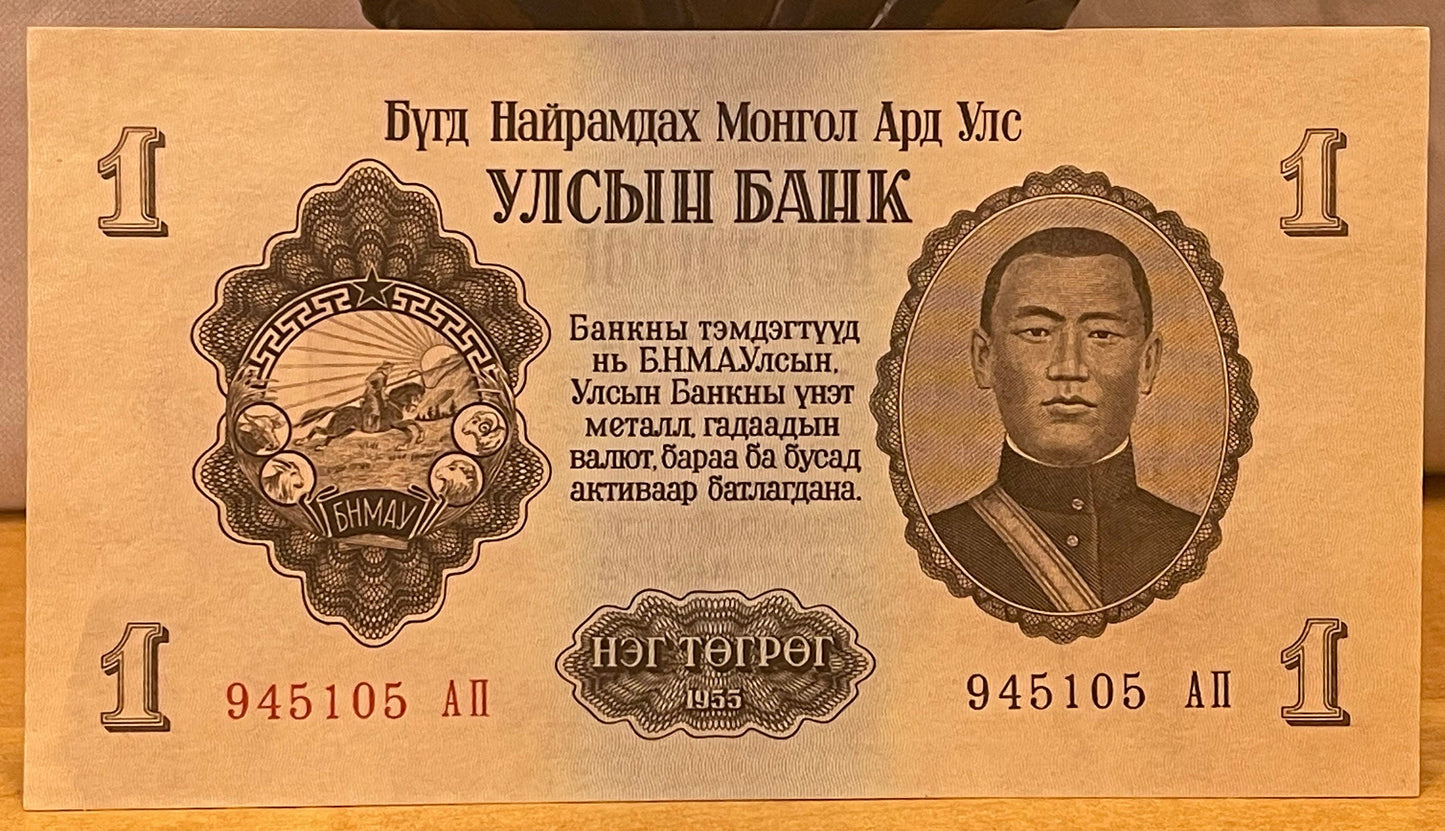 1
Бүгд Найрамдах Монгол Ард Улс
1
УЛСЫН БАНК
Банкны тэмдэгтүүд
нь Б.Н.М.А.Улсын,
Улсын Банкны үнэт
металл, гадаадын
валют, бараа ба бусад
активаар батлагдана.
БНМАУ
НЭГ ТӨГРӨГ
1955
1
945105 АП
945105 АП
1